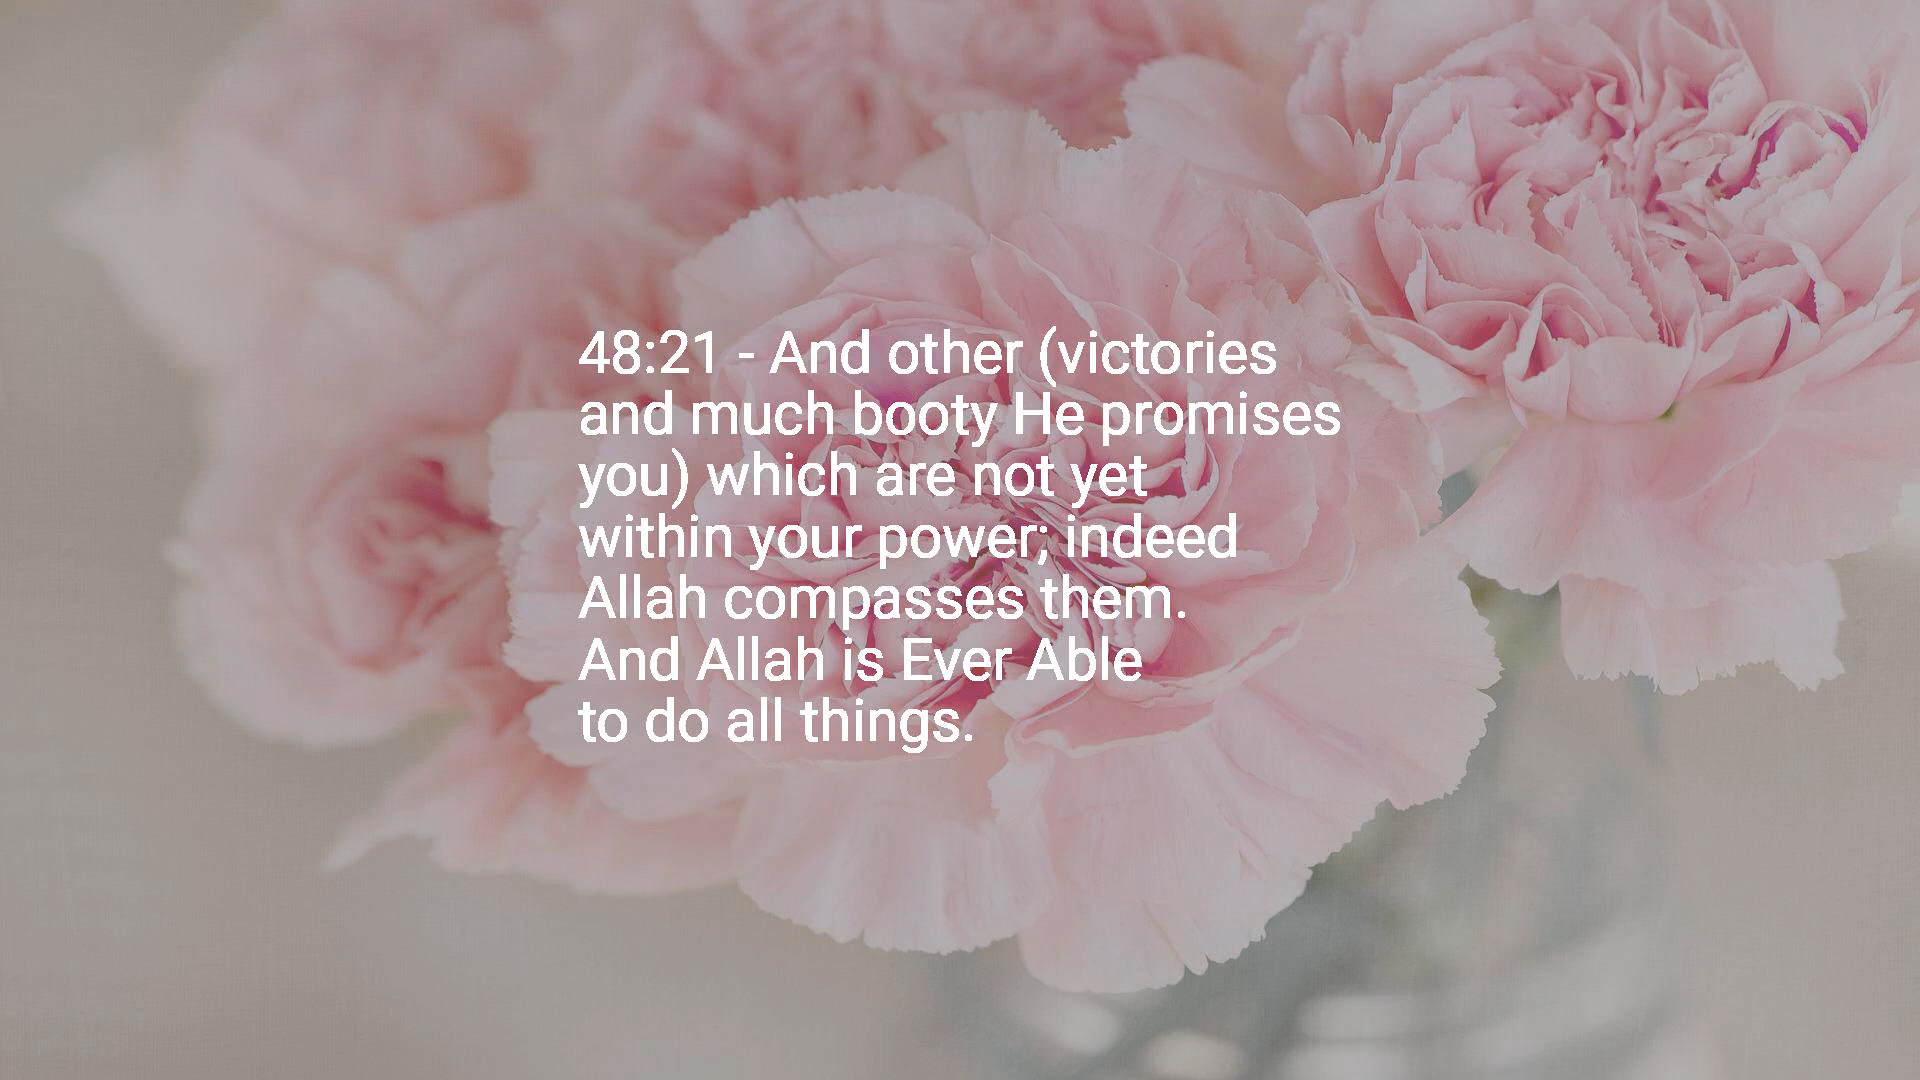 48:21 - And other (victories
and much booty He promises
you) which are not yet
within your power; indeed
Allah compasses them.
And Allah is Ever Able
to do all things.